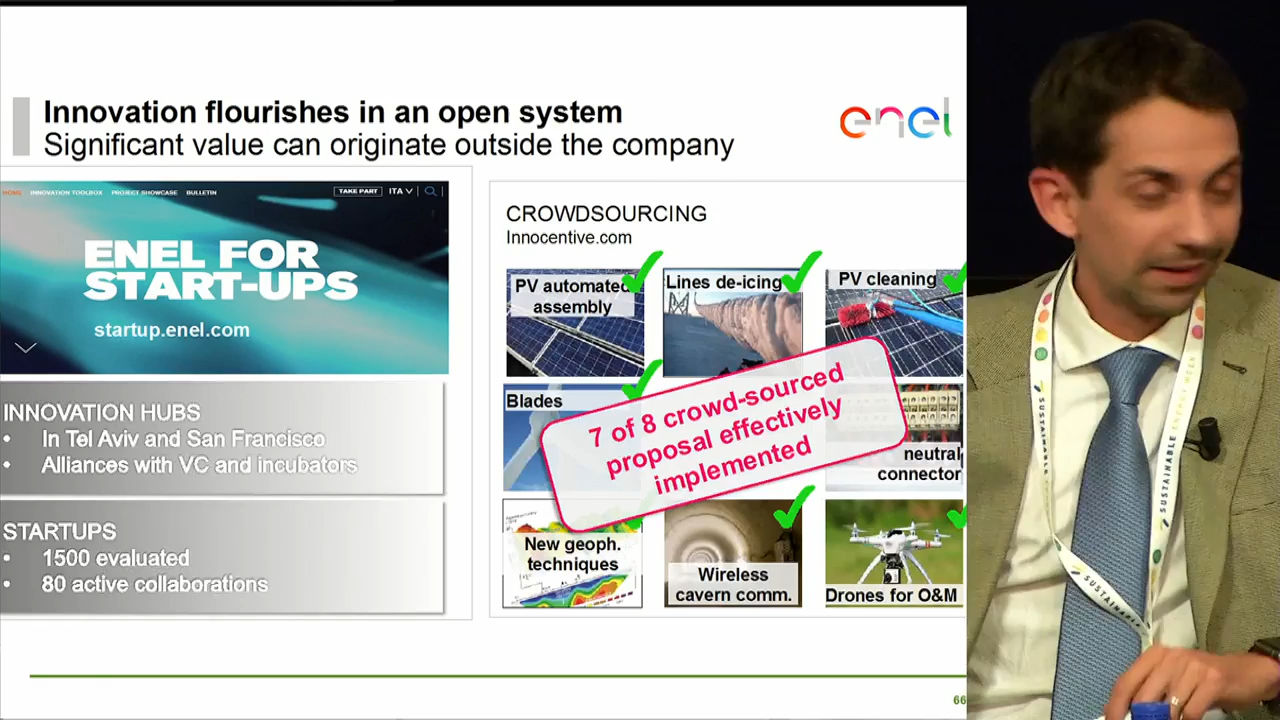 Innovation flourishes in an open system
Significant value can originate outside the company
enel
HOME INNOVATION TOOLBOX PROJECT SHOWCASE BULLETIN TAKE PART ITA
ENEL FOR
START-UPS
startup.enel.com
INNOVATION HUBS
• In Tel Aviv and San Francisco
• Alliances with VC and incubators
STARTUPS
• 1500 evaluated
• 80 active collaborations
CROWDSOURCING
Innocentive.com
PV automated
assembly
Lines de-icing
PV cleaning
Blades
neutral
connector
7 of 8 crowd-sourced
proposal effectively
implemented
New geoph.
techniques
Wireless
cavern comm.
Drones for O&M
66
SUSTAINABLE
SUSTAINABLE ENERGY WEEK
SUSTAINABLE